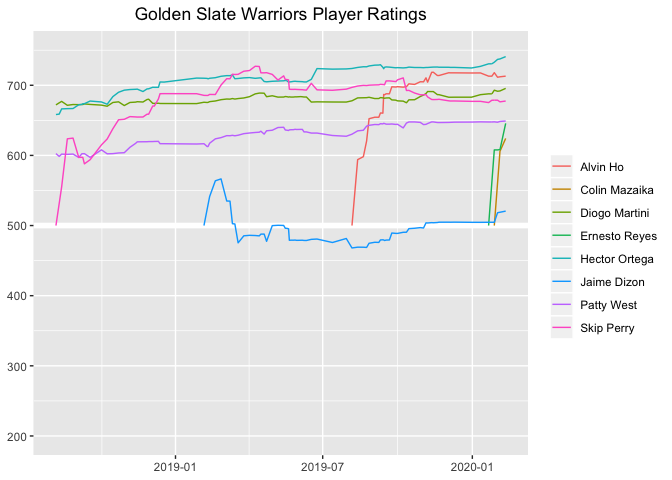 Golden Slate Warriors Player Ratings
700
600
500
400
300
200
2019-01
2019-07
2020-01
Alvin Ho
Colin Mazaika
Diogo Martini
Ernesto Reyes
Hector Ortega
Jaime Dizon
Patty West
Skip Perry